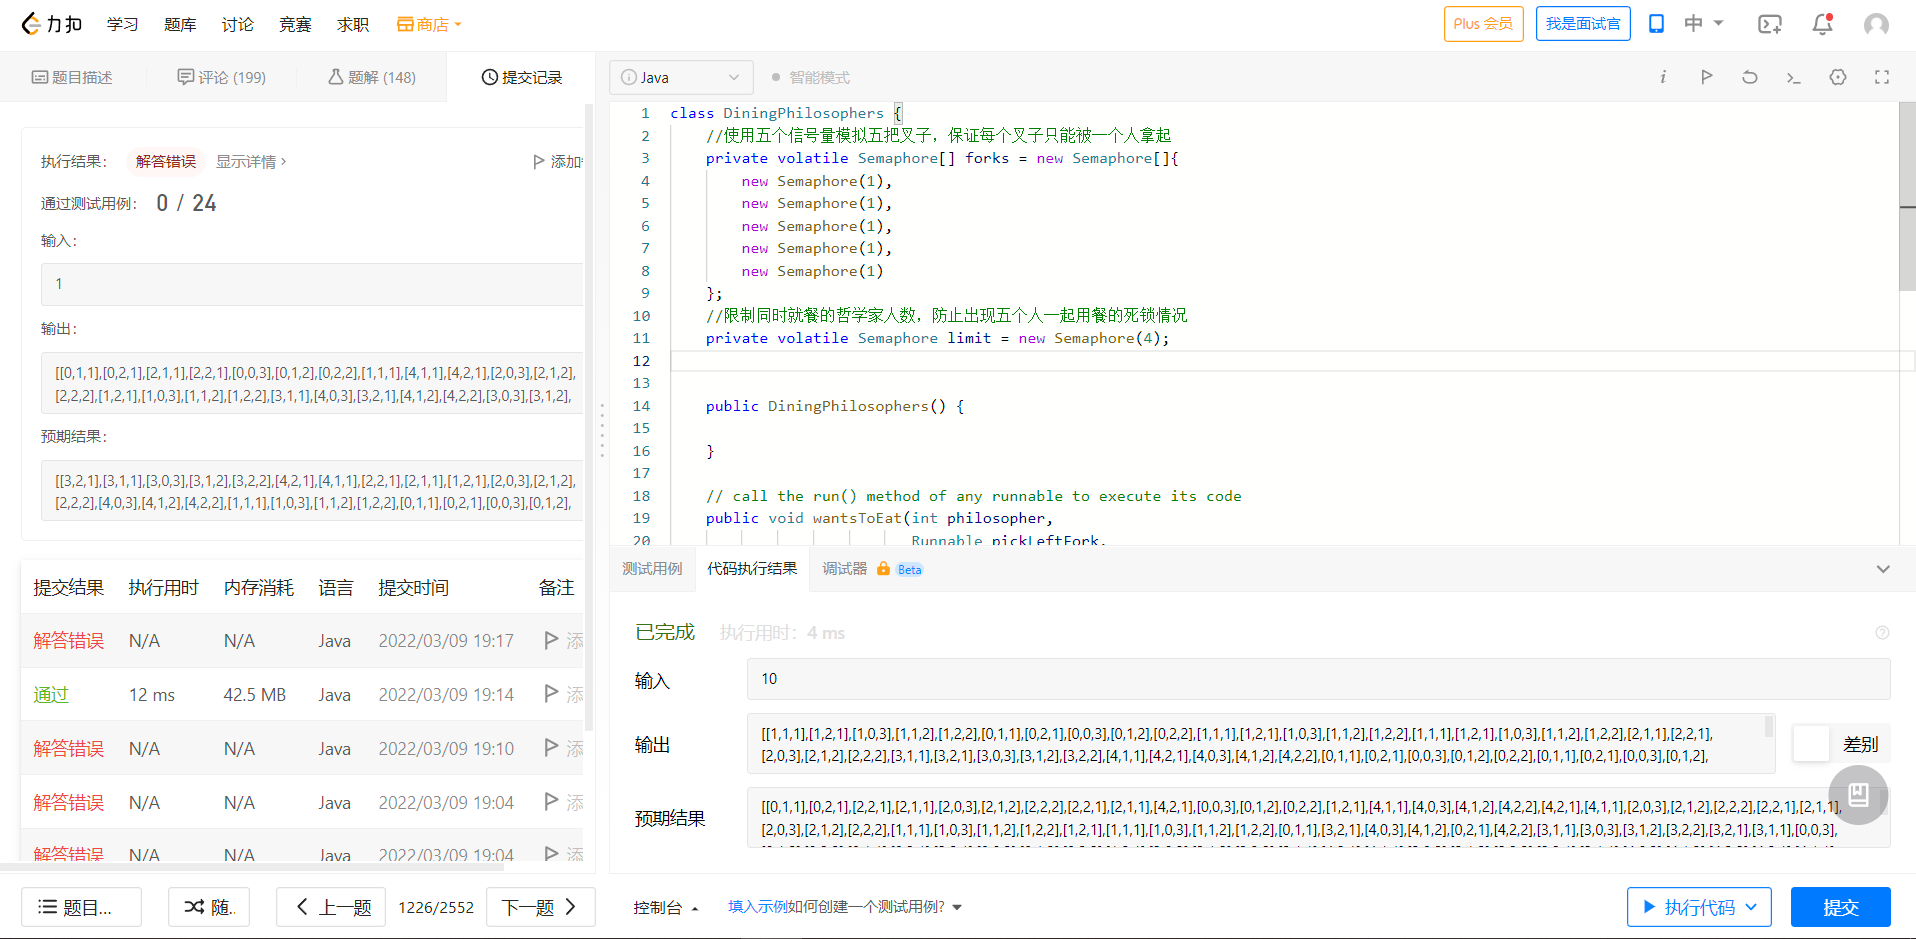 力扣 学习 题库 讨论 竞赛 求职 商店 Plus 会员 我是面试官 中
题目描述 评论 (199) 题解 (148) 提交记录
执行结果: 解答错误 显示详情 > 添加
通过测试用例: 0 / 24
输入:
1
输出:
[[0,1,1],[0,2,1],[2,1,1],[2,2,1],[0,0,3],[0,1,2],[0,2,2],[1,1,1],[4,1,1],[4,2,1],[2,0,3],[2,1,2],
[2,2,2],[1,2,1],[1,0,3],[1,1,2],[1,2,2],[3,1,1],[4,0,3],[3,2,1],[4,1,2],[4,2,2],[3,0,3],[3,1,2],
预期结果:
[[3,2,1],[3,1,1],[3,0,3],[3,1,2],[3,2,2],[4,2,1],[4,1,1],[2,2,1],[2,1,1],[1,2,1],[2,0,3],[2,1,2],
[2,2,2],[4,0,3],[4,1,2],[4,2,2],[1,1,1],[1,0,3],[1,1,2],[1,2,2],[0,1,1],[0,2,1],[0,0,3],[0,1,2],
提交结果 执行用时 内存消耗 语言 提交时间 备注
解答错误 N/A N/A Java 2022/03/09 19:17 添
通过 12 ms 42.5 MB Java 2022/03/09 19:14 添
解答错误 N/A N/A Java 2022/03/09 19:10 添
解答错误 N/A N/A Java 2022/03/09 19:04 添
解答错误 N/A N/A Java 2022/03/09 19:04 添
题目... 随. 上一题 1226/2552 下一题
Java 智能模式
1 class DiningPhilosophers {
2 //使用五个信号量模拟五把叉子，保证每个叉子只能被一个人拿起
3 private volatile Semaphore[] forks = new Semaphore[]{
4 new Semaphore(1),
5 new Semaphore(1),
6 new Semaphore(1),
7 new Semaphore(1),
8 new Semaphore(1)
9 };
10 //限制同时就餐的哲学家人数，防止出现五个人一起用餐的死锁情况
11 private volatile Semaphore limit = new Semaphore(4);
12
13
14 public DiningPhilosophers() {
15
16 }
17
18 // call the run() method of any runnable to execute its code
19 public void wantsToEat(int philosopher,
20 Runnable pickLeftFork,
测试用例 代码执行结果 调试器 Beta
已完成 执行用时: 4 ms
输入 10
输出 [[1,1,1],[1,2,1],[1,0,3],[1,1,2],[1,2,2],[0,1,1],[0,2,1],[0,0,3],[0,1,2],[0,2,2],[1,1,1],[1,2,1],[1,0,3],[1,1,2],[1,2,2],[1,1,1],[1,2,1],[1,0,3],[1,1,2],[1,2,2],[2,1,1],[2,2,1],
[2,0,3],[2,1,2],[2,2,2],[3,1,1],[3,2,1],[3,0,3],[3,1,2],[3,2,2],[4,1,1],[4,2,1],[4,0,3],[4,1,2],[4,2,2],[0,1,1],[0,2,1],[0,0,3],[0,1,2],[0,2,2],[0,1,1],[0,2,1],[0,0,3],[0,1,2],
差别
预期结果 [[0,1,1],[0,2,1],[2,2,1],[2,1,1],[2,0,3],[2,1,2],[2,2,2],[2,2,1],[2,1,1],[4,2,1],[0,0,3],[0,1,2],[0,2,2],[1,2,1],[4,1,1],[4,0,3],[4,1,2],[4,2,2],[4,2,1],[4,1,1],[2,0,3],[2,1,2],[2,2,2],[2,2,1],[2,1,1],
[2,0,3],[2,1,2],[2,2,2],[1,1,1],[1,0,3],[1,1,2],[1,2,2],[1,2,1],[1,1,1],[1,0,3],[1,1,2],[1,2,2],[0,1,1],[3,2,1],[4,0,3],[4,1,2],[0,2,1],[4,2,2],[3,1,1],[3,0,3],[3,1,2],[3,2,2],[3,2,1],[3,1,1],[0,0,3],
控制台 填入示例 如何创建一个测试用例? 执行代码 提交